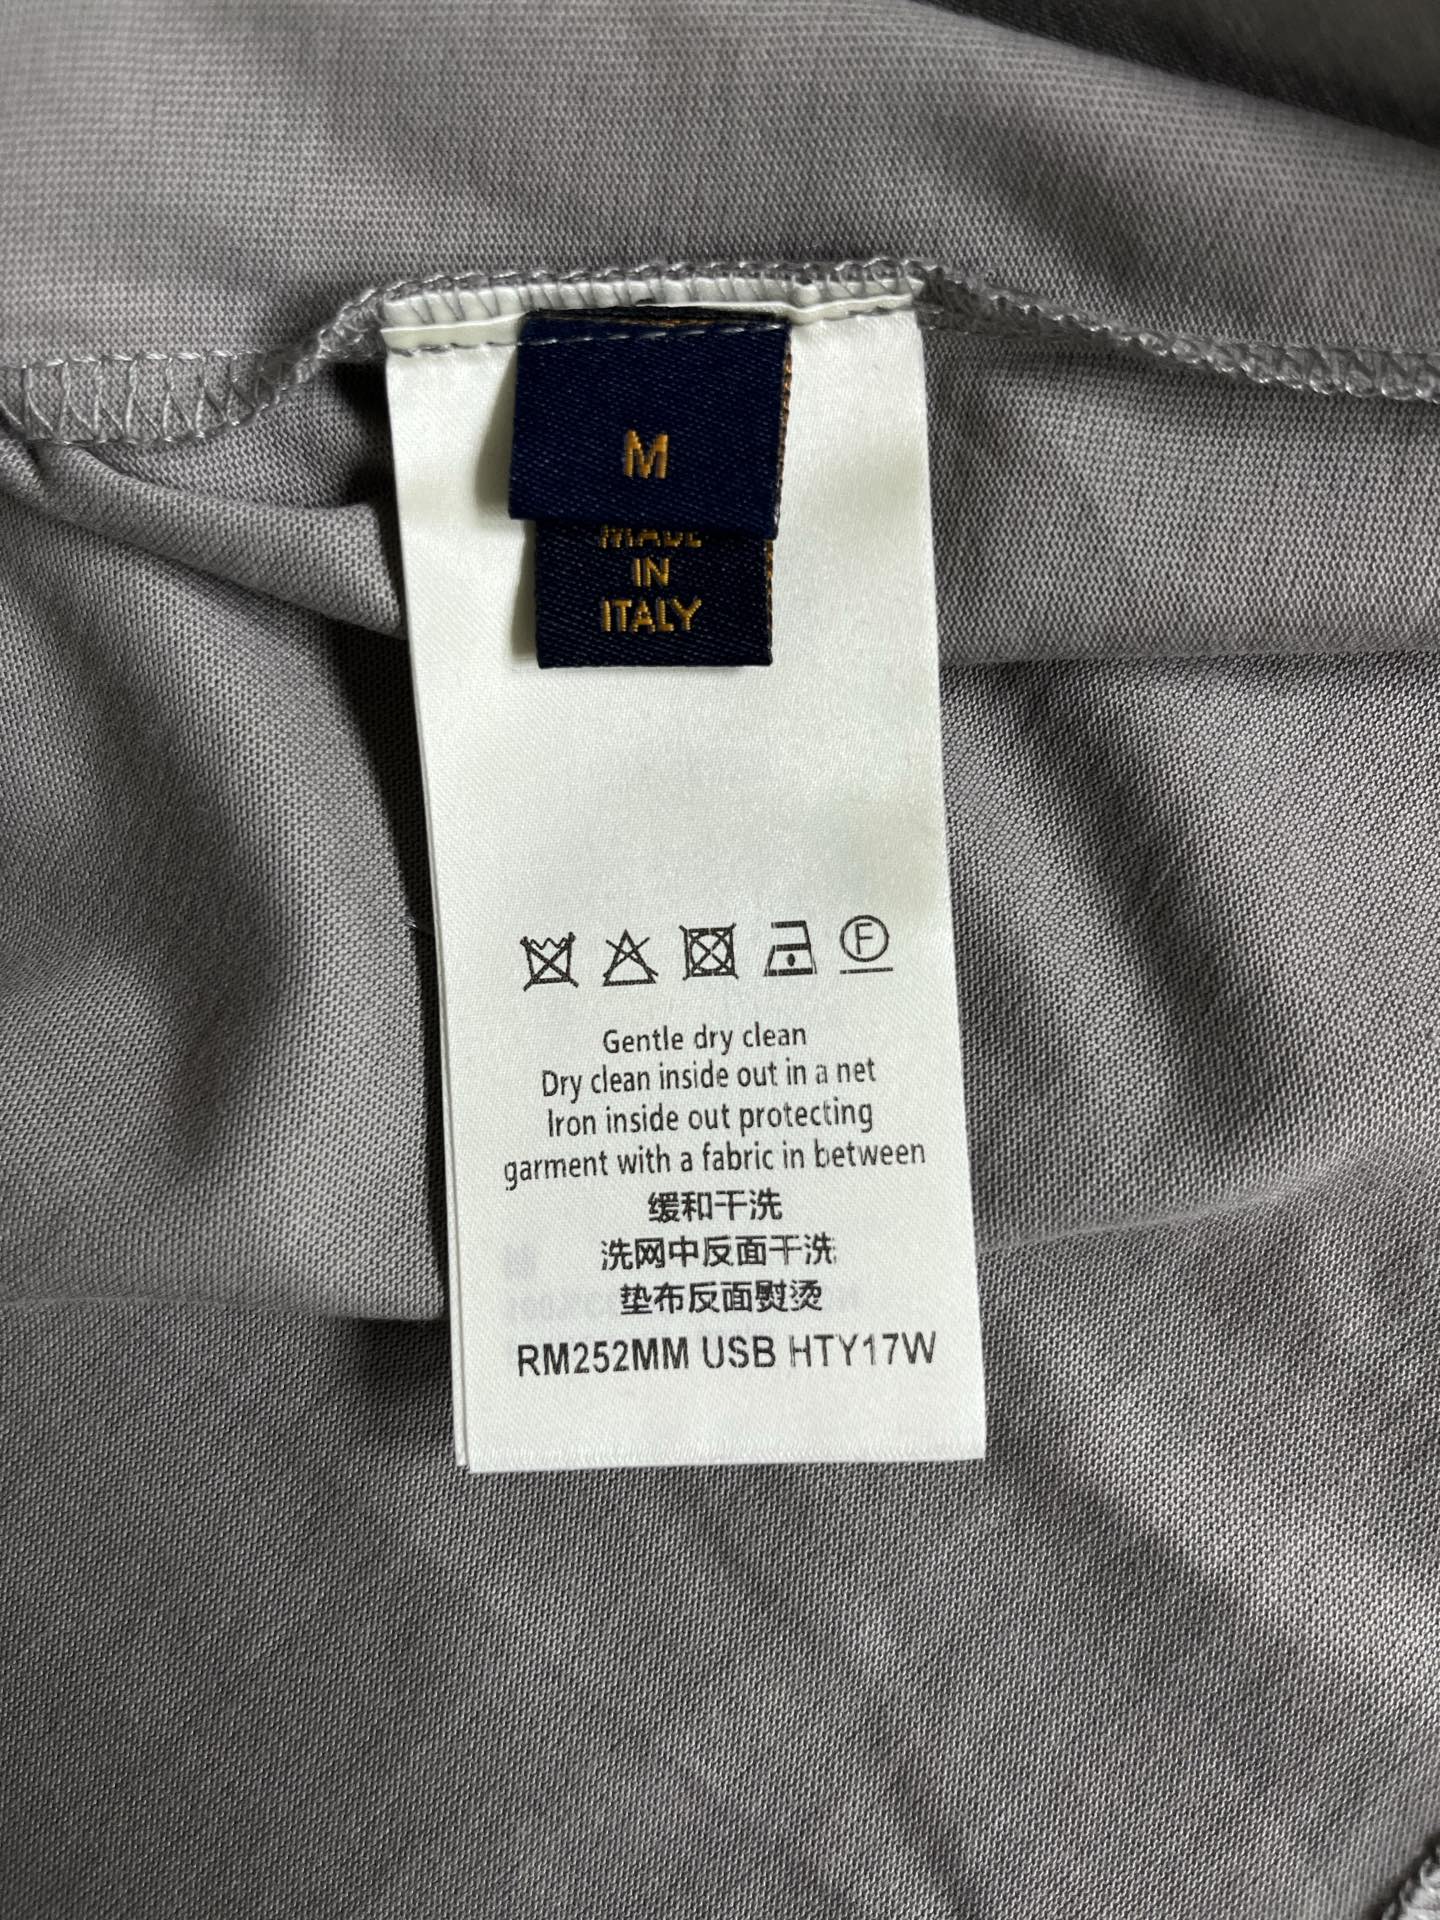 M
MADE
IN
ITALY
F
Gentle dry clean
Dry clean inside out in a net
Iron inside out protecting
garment with a fabric in between
缓和干洗
洗网中反面干洗
垫布反面熨烫
RM252MM USB HTY17W